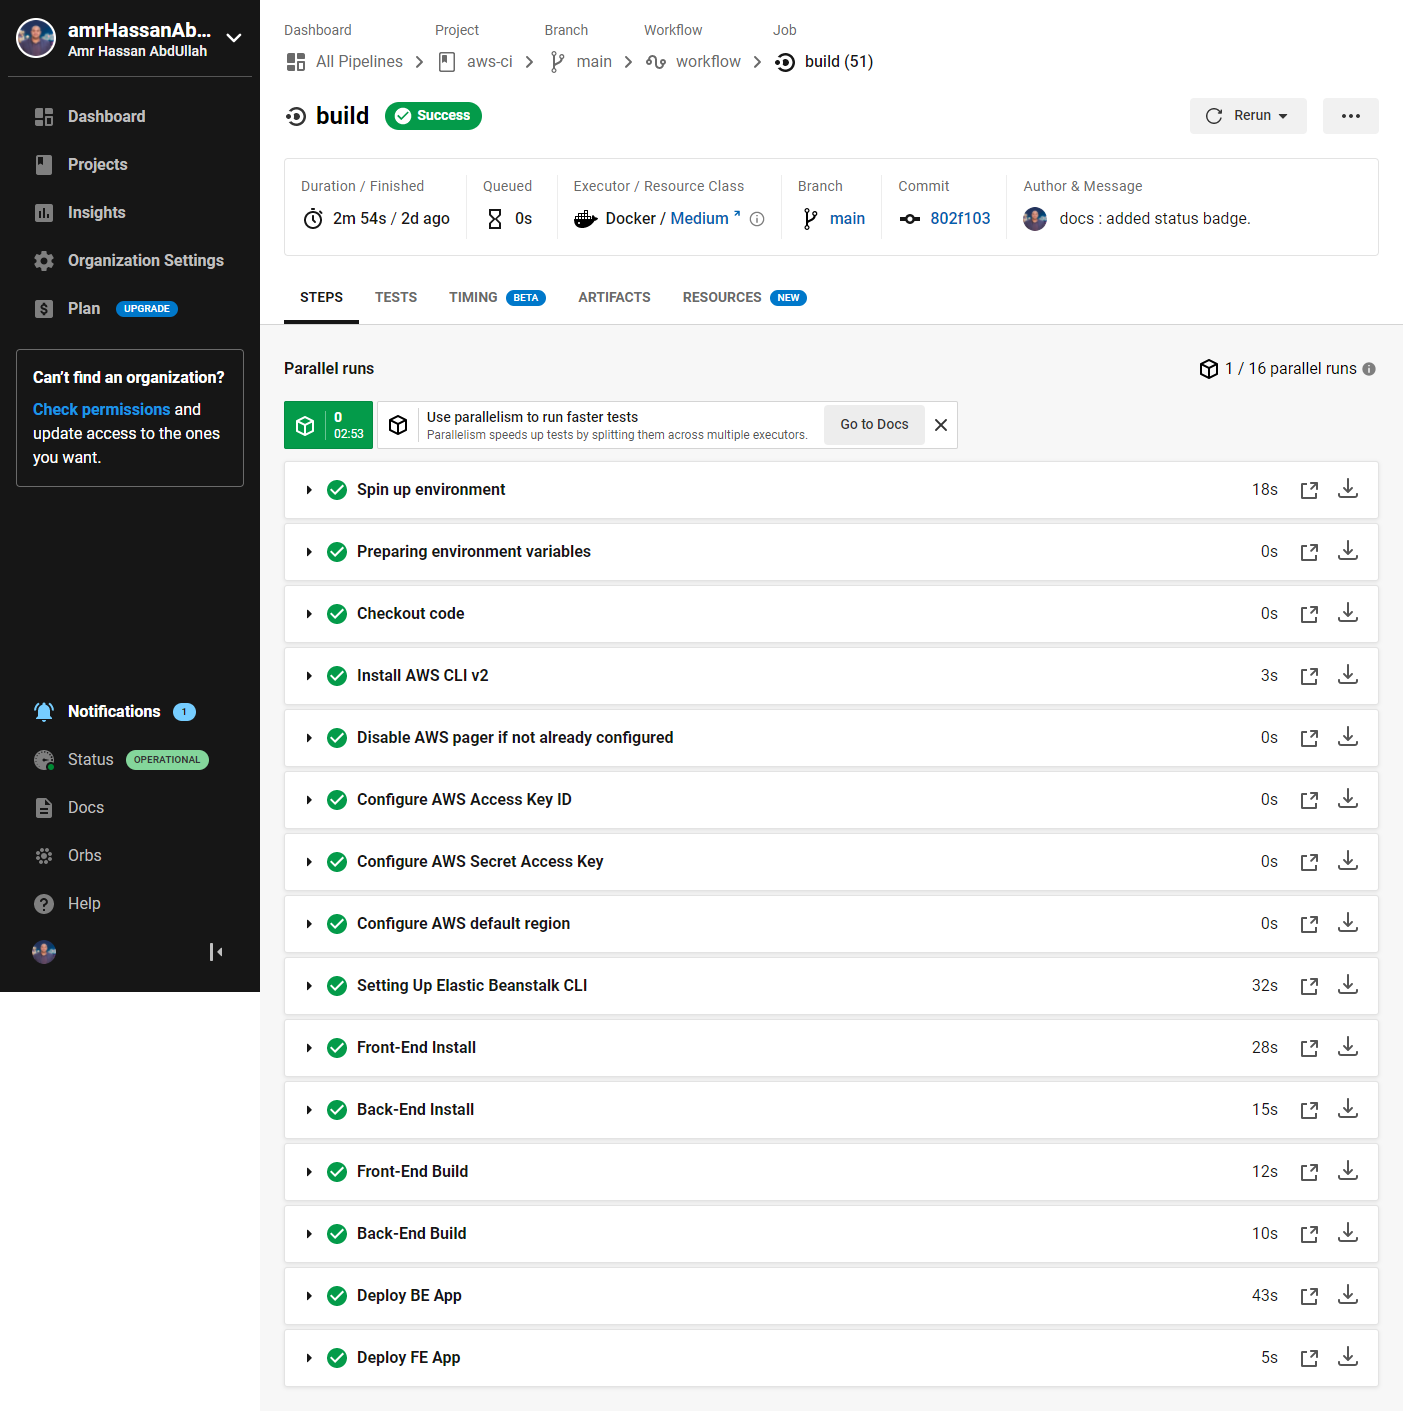 amrHassanAb...
Amr Hassan AbdUllah
Dashboard
Projects
Insights
Organization Settings
Plan UPGRADE
Can't find an organization?
Check permissions and
update access to the ones
you want.
Notifications 1
Status OPERATIONAL
Docs
Orbs
Help
Dashboard Project Branch Workflow Job
All Pipelines aws-ci main workflow build (51)
build Success Rerun
Duration / Finished Queued Executor / Resource Class Branch Commit Author & Message
2m 54s / 2d ago 0s Docker / Medium main 802f103 docs : added status badge.
STEPS TESTS TIMING BETA ARTIFACTS RESOURCES NEW
Parallel runs 1 / 16 parallel runs
0
02:53
Use parallelism to run faster tests
Parallelism speeds up tests by splitting them across multiple executors.
Go to Docs
Spin up environment 18s
Preparing environment variables 0s
Checkout code 0s
Install AWS CLI v2 3s
Disable AWS pager if not already configured 0s
Configure AWS Access Key ID 0s
Configure AWS Secret Access Key 0s
Configure AWS default region 0s
Setting Up Elastic Beanstalk CLI 32s
Front-End Install 28s
Back-End Install 15s
Front-End Build 12s
Back-End Build 10s
Deploy BE App 43s
Deploy FE App 5s